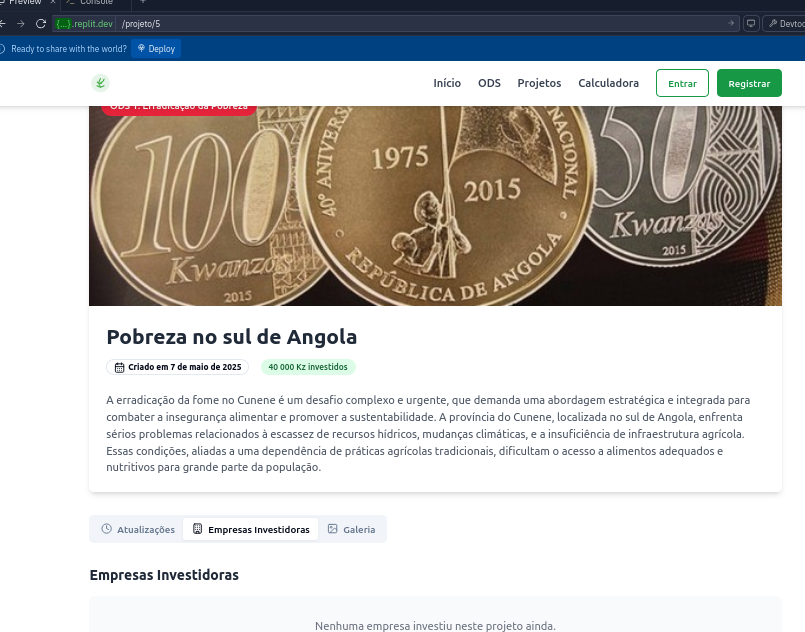 Preview × >_ Console +
{...}.replit.dev /projeto/5
Devtoo
Ready to share with the world? Deploy
Início ODS Projetos Calculadora Entrar Registrar
ODS 1: Erradicação da Pobreza
100 Kwanzas 2015
40º ANIVERS NACIONAL
1975 2015
REPÚBLICA DE ANGOLA
50 Kwanzas 2015
Pobreza no sul de Angola
Criado em 7 de maio de 2025 40 000 Kz investidos
A erradicação da fome no Cunene é um desafio complexo e urgente, que demanda uma abordagem estratégica e integrada para
combater a insegurança alimentar e promover a sustentabilidade. A província do Cunene, localizada no sul de Angola, enfrenta
sérios problemas relacionados à escassez de recursos hídricos, mudanças climáticas, e a insuficiência de infraestrutura agrícola.
Essas condições, aliadas a uma dependência de práticas agrícolas tradicionais, dificultam o acesso a alimentos adequados e
nutritivos para grande parte da população.
Atualizações Empresas Investidoras Galeria
Empresas Investidoras
Nenhuma empresa investiu neste projeto ainda.